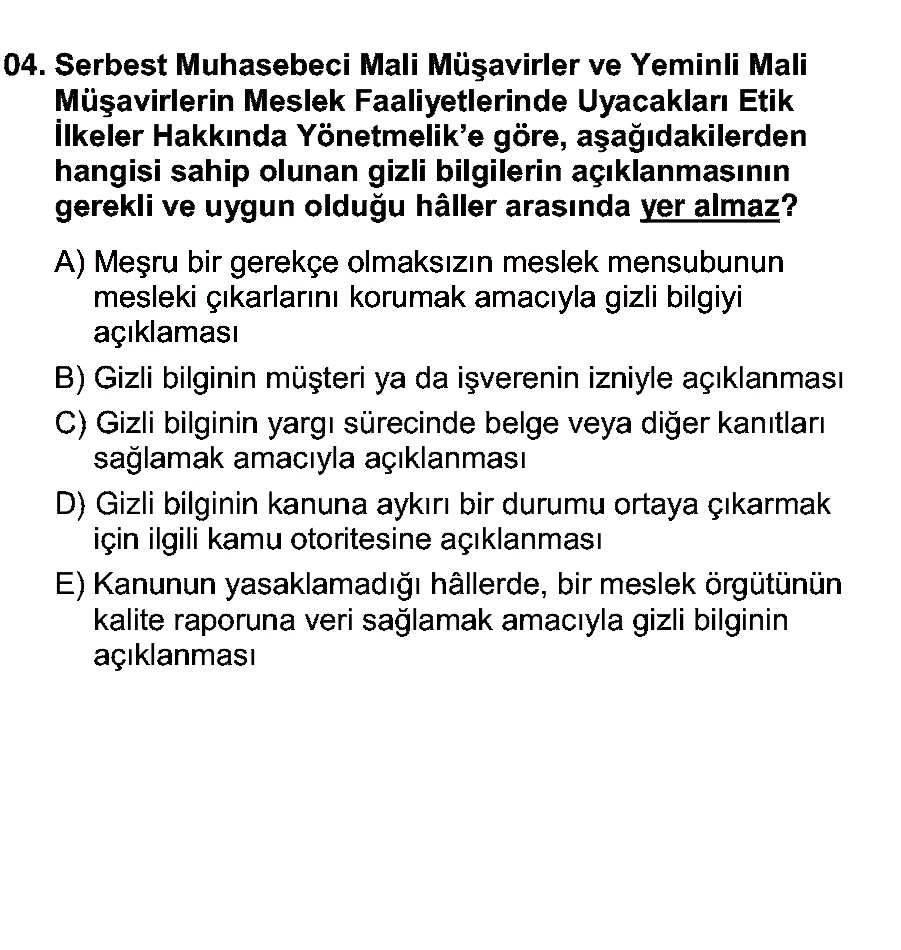 04. Serbest Muhasebeci Mali Müşavirler ve Yeminli Mali
Müşavirlerin Meslek Faaliyetlerinde Uyacakları Etik
İlkeler Hakkında Yönetmelik’e göre, aşağıdakilerden
hangisi sahip olunan gizli bilgilerin açıklanmasının
gerekli ve uygun olduğu hâller arasında yer almaz?
A) Meşru bir gerekçe olmaksızın meslek mensubunun
mesleki çıkarlarını korumak amacıyla gizli bilgiyi
açıklaması
B) Gizli bilginin müşteri ya da işverenin izniyle açıklanması
C) Gizli bilginin yargı sürecinde belge veya diğer kanıtları
sağlamak amacıyla açıklanması
D) Gizli bilginin kanuna aykırı bir durumu ortaya çıkarmak
için ilgili kamu otoritesine açıklanması
E) Kanunun yasaklamadığı hâllerde, bir meslek örgütünün
kalite raporuna veri sağlamak amacıyla gizli bilginin
açıklanması